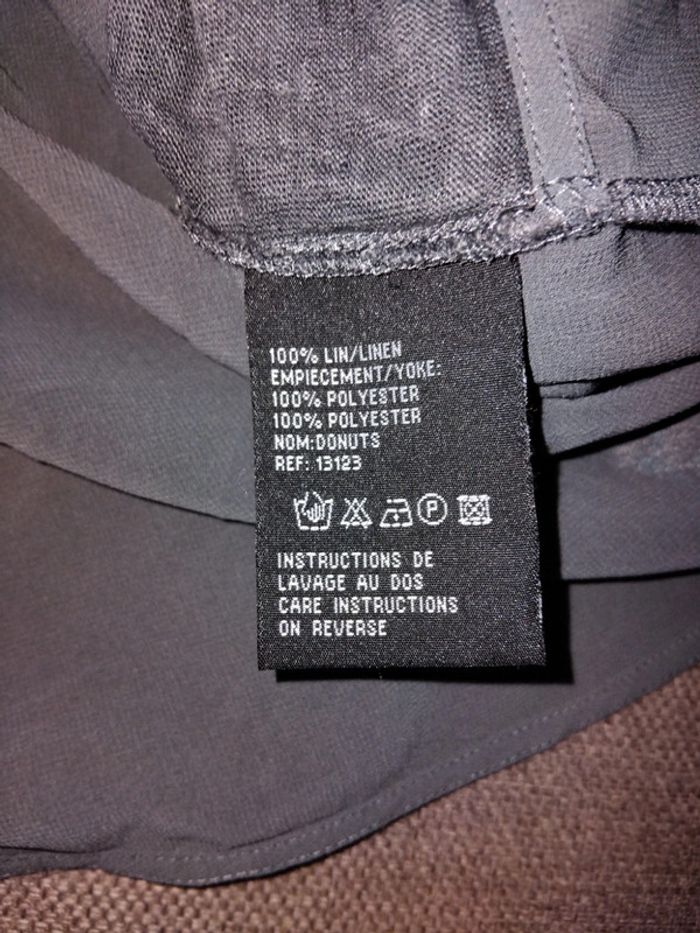 100% LIN/LINEN
EMPIECEMENT/YOKE:
100% POLYESTER
100% POLYESTER
NOM:DONUTS
REF: 13123
P
INSTRUCTIONS DE
LAVAGE AU DOS
CARE INSTRUCTIONS
ON REVERSE